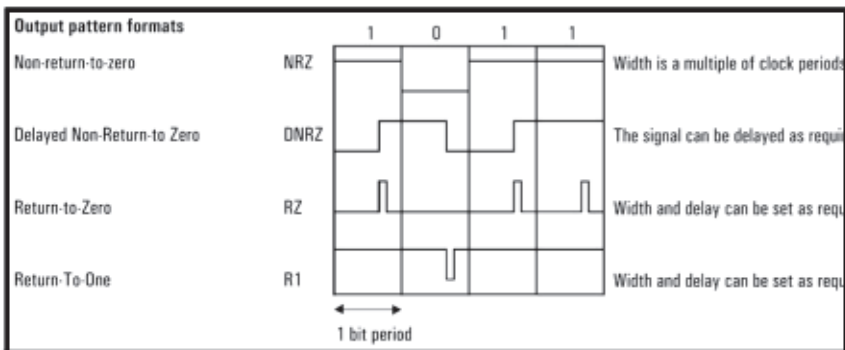 Output pattern formats
1 0 1 1
Non-return-to-zero NRZ Width is a multiple of clock periods
Delayed Non-Return-to Zero DNRZ The signal can be delayed as requi
Return-to-Zero RZ Width and delay can be set as requ
Return-To-One R1 Width and delay can be set as requ
1 bit period